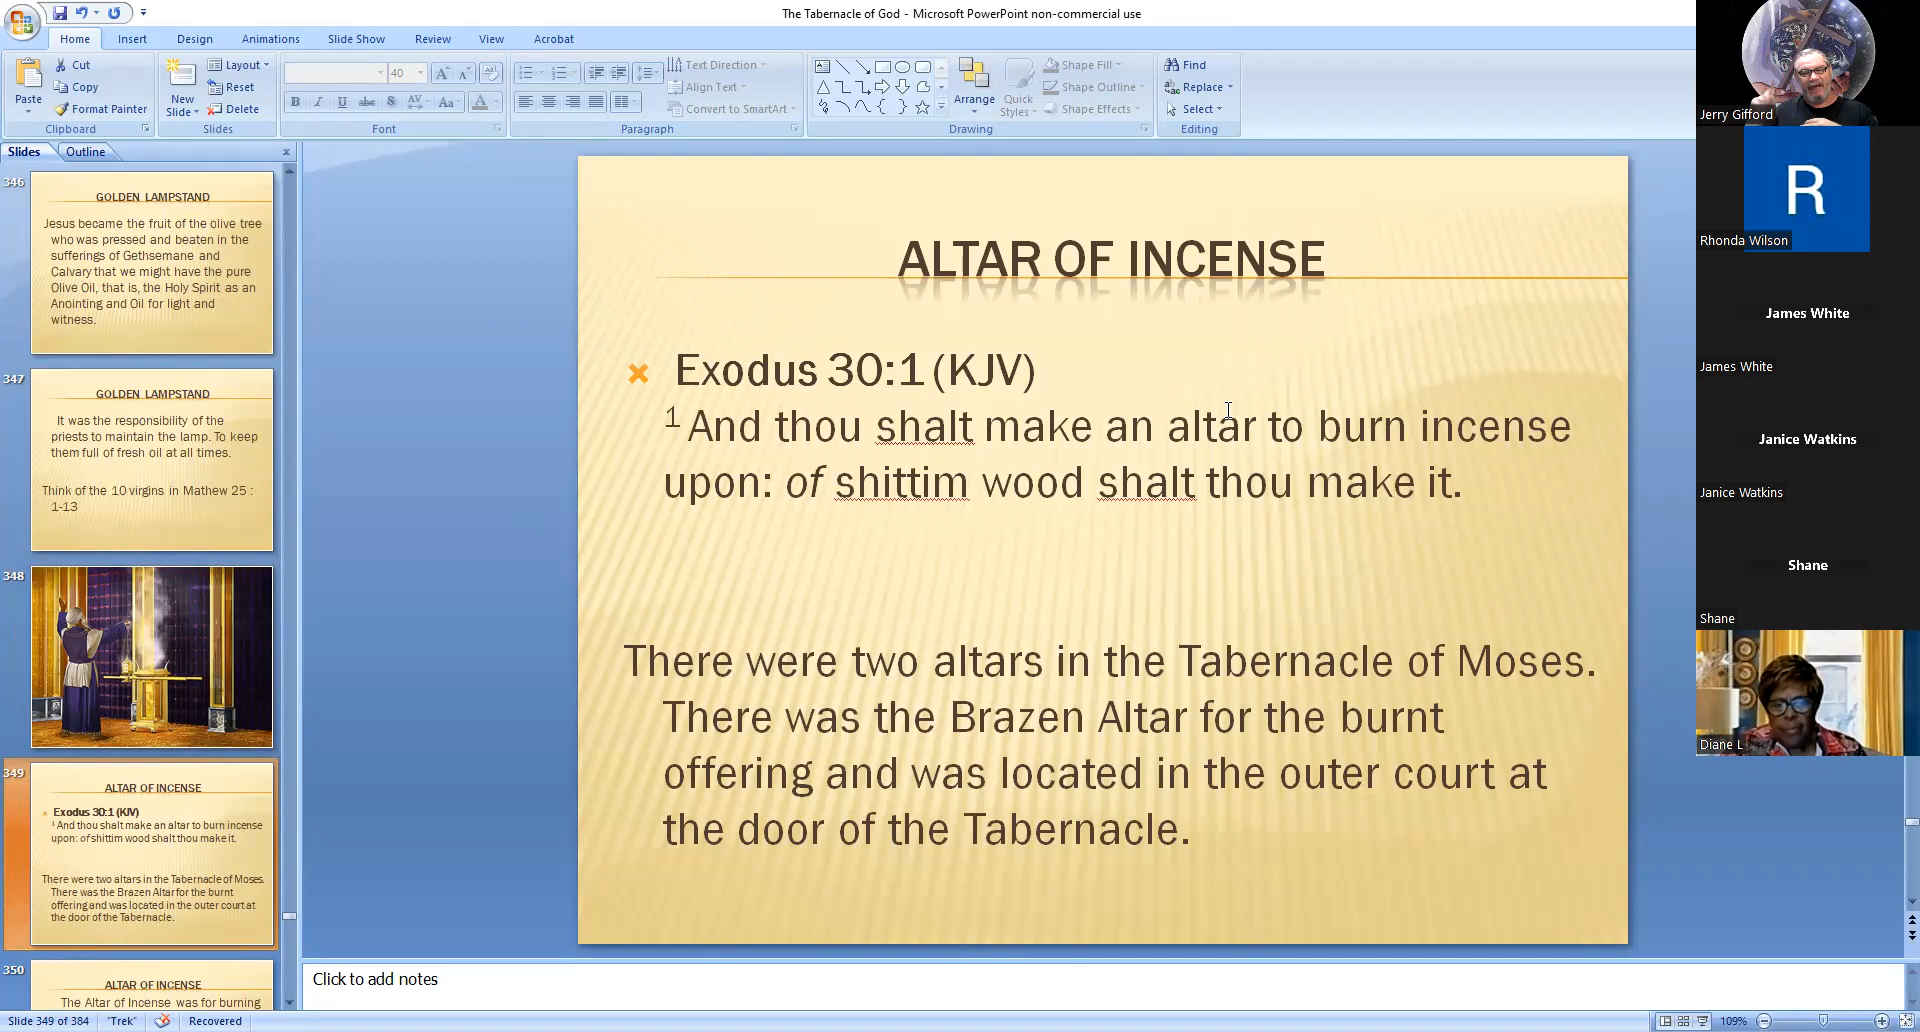 The Tabernacle of God - Microsoft PowerPoint non-commercial use
Home Insert Design Animations Slide Show Review View Acrobat
Paste
Cut
Copy
Format Painter
Clipboard
New Slide
Layout
Reset
Delete
Slides
40
B I U abc S AV Aa A
Font
Text Direction
Align Text
Convert to SmartArt
Paragraph
Arrange
Quick Styles
Shape Fill
Shape Outline
Shape Effects
Drawing
Find
Replace
Select
Editing
Slides Outline
346
GOLDEN LAMPSTAND
Jesus became the fruit of the olive tree
who was pressed and beaten in the
sufferings of Gethsemane and
Calvary that we might have the pure
Olive Oil, that is, the Holy Spirit as an
Anointing and Oil for light and
witness.
347
GOLDEN LAMPSTAND
It was the responsibility of the
priests to maintain the lamp. To keep
them full of fresh oil at all times.
Think of the 10 virgins in Mathew 25 :
1-13
348
349
ALTAR OF INCENSE
Exodus 30:1 (KJV)
1 And thou shalt make an altar to burn incense
upon: of shittim wood shalt thou make it.
There were two altars in the Tabernacle of Moses.
There was the Brazen Altar for the burnt
offering and was located in the outer court at
the door of the Tabernacle.
350
ALTAR OF INCENSE
The Altar of Incense was for burning
ALTAR OF INCENSE
Exodus 30:1 (KJV)
1 And thou shalt make an altar to burn incense
upon: of shittim wood shalt thou make it.
There were two altars in the Tabernacle of Moses.
There was the Brazen Altar for the burnt
offering and was located in the outer court at
the door of the Tabernacle.
Click to add notes
Slide 349 of 384 "Trek" Recovered
109%
Jerry Gifford
R
Rhonda Wilson
James White
James White
Janice Watkins
Janice Watkins
Shane
Shane
Diane L